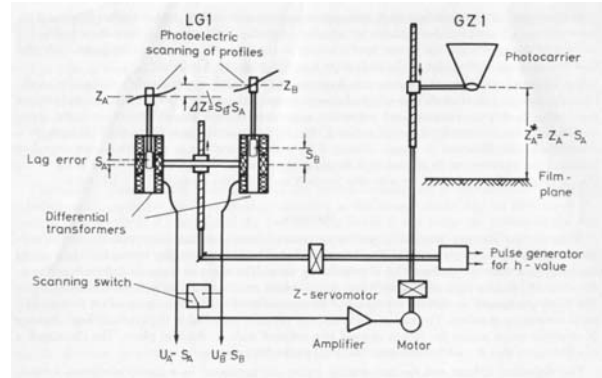 LG1
GZ1
Photoelectric
scanning of profiles
Photocarrier
Z_A
Z_B
ΔZ=S_B-S_A
Lag error
S_A
S_B
Z*_A= Z_A - S_A
Film-
plane
Differential
transformers
Pulse generator
for h-value
Scanning switch
Z-servomotor
Amplifier
Motor
U_A~S_A
U_B~S_B